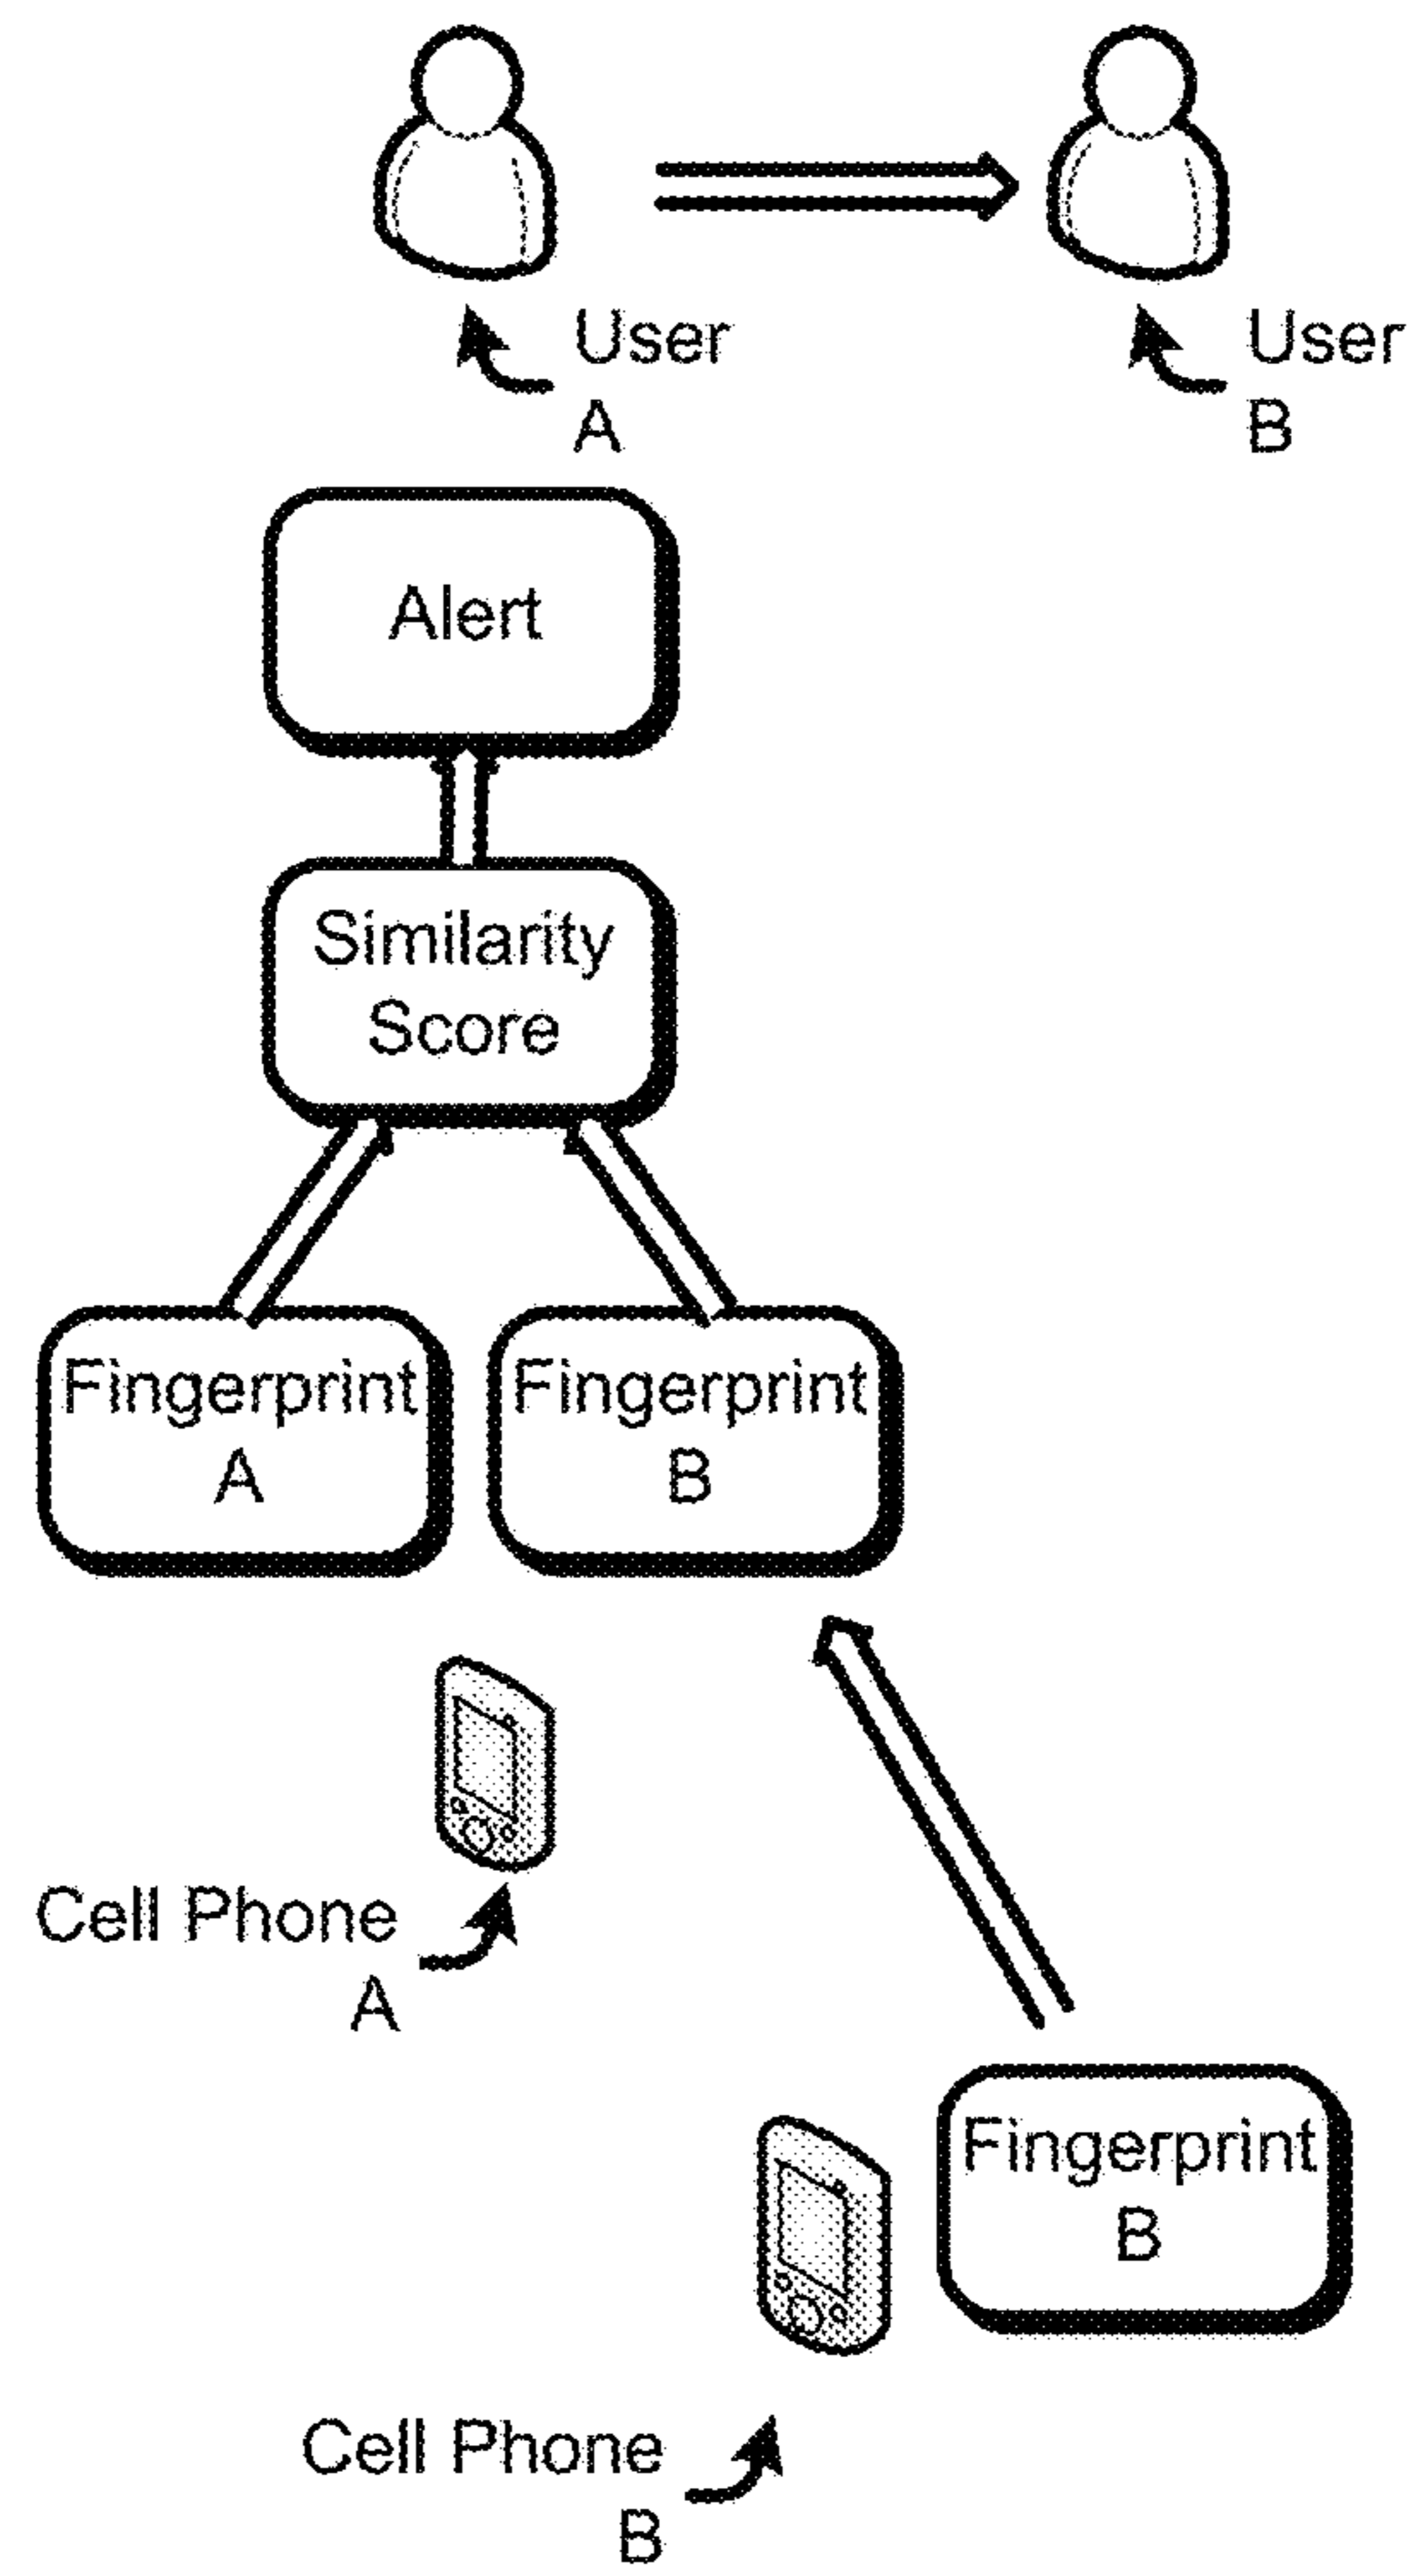 User
A
User
B
Alert
Similarity
Score
Fingerprint
A
Fingerprint
B
Cell Phone
A
Fingerprint
B
Cell Phone
B